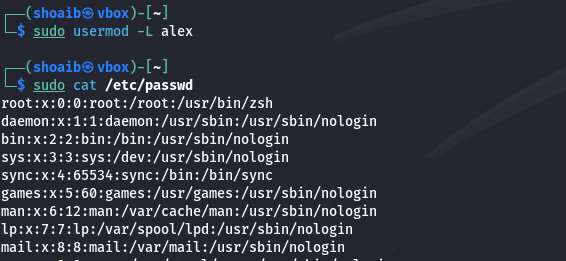 ┌──(shoaib㉿vbox)-[~]
└─$ sudo usermod -L alex
┌──(shoaib㉿vbox)-[~]
└─$ sudo cat /etc/passwd
root:x:0:0:root:/root:/usr/bin/zsh
daemon:x:1:1:daemon:/usr/sbin:/usr/sbin/nologin
bin:x:2:2:bin:/bin:/usr/sbin/nologin
sys:x:3:3:sys:/dev:/usr/sbin/nologin
sync:x:4:65534:sync:/bin:/bin/sync
games:x:5:60:games:/usr/games:/usr/sbin/nologin
man:x:6:12:man:/var/cache/man:/usr/sbin/nologin
lp:x:7:7:lp:/var/spool/lpd:/usr/sbin/nologin
mail:x:8:8:mail:/var/mail:/usr/sbin/nologin